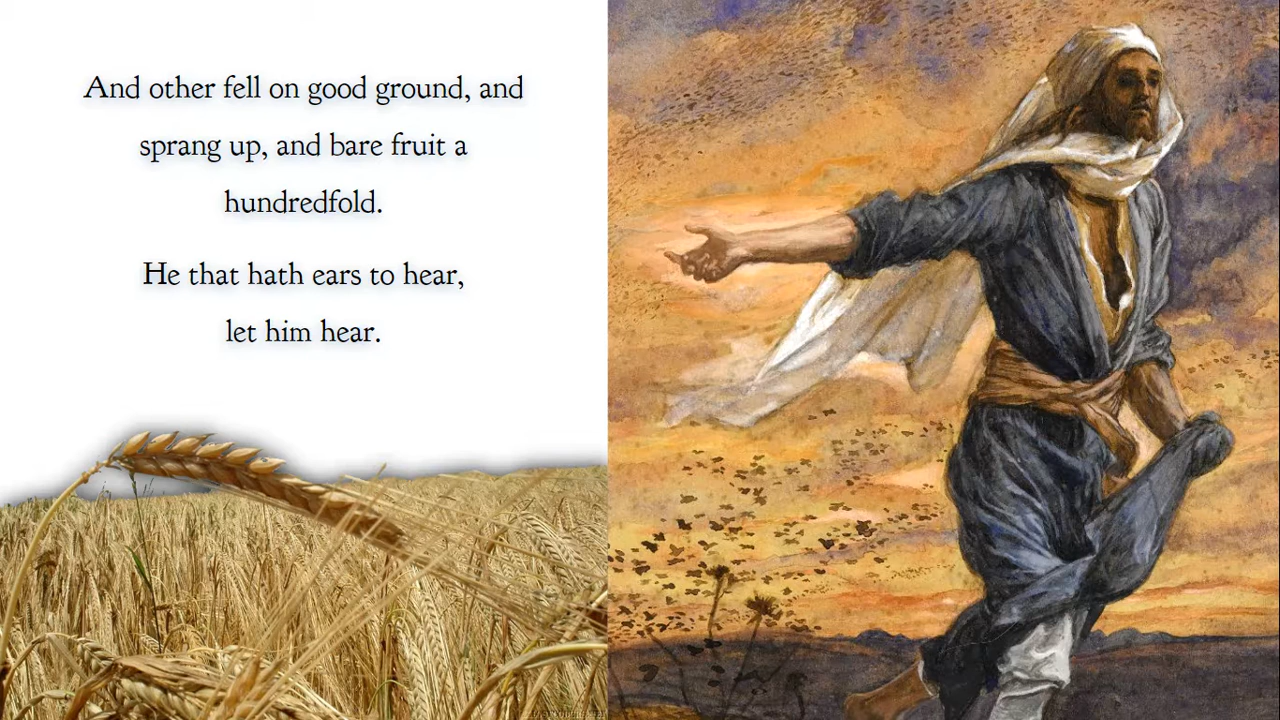 And other fell on good ground, and
sprang up, and bare fruit a
hundredfold.
He that hath ears to hear,
let him hear.